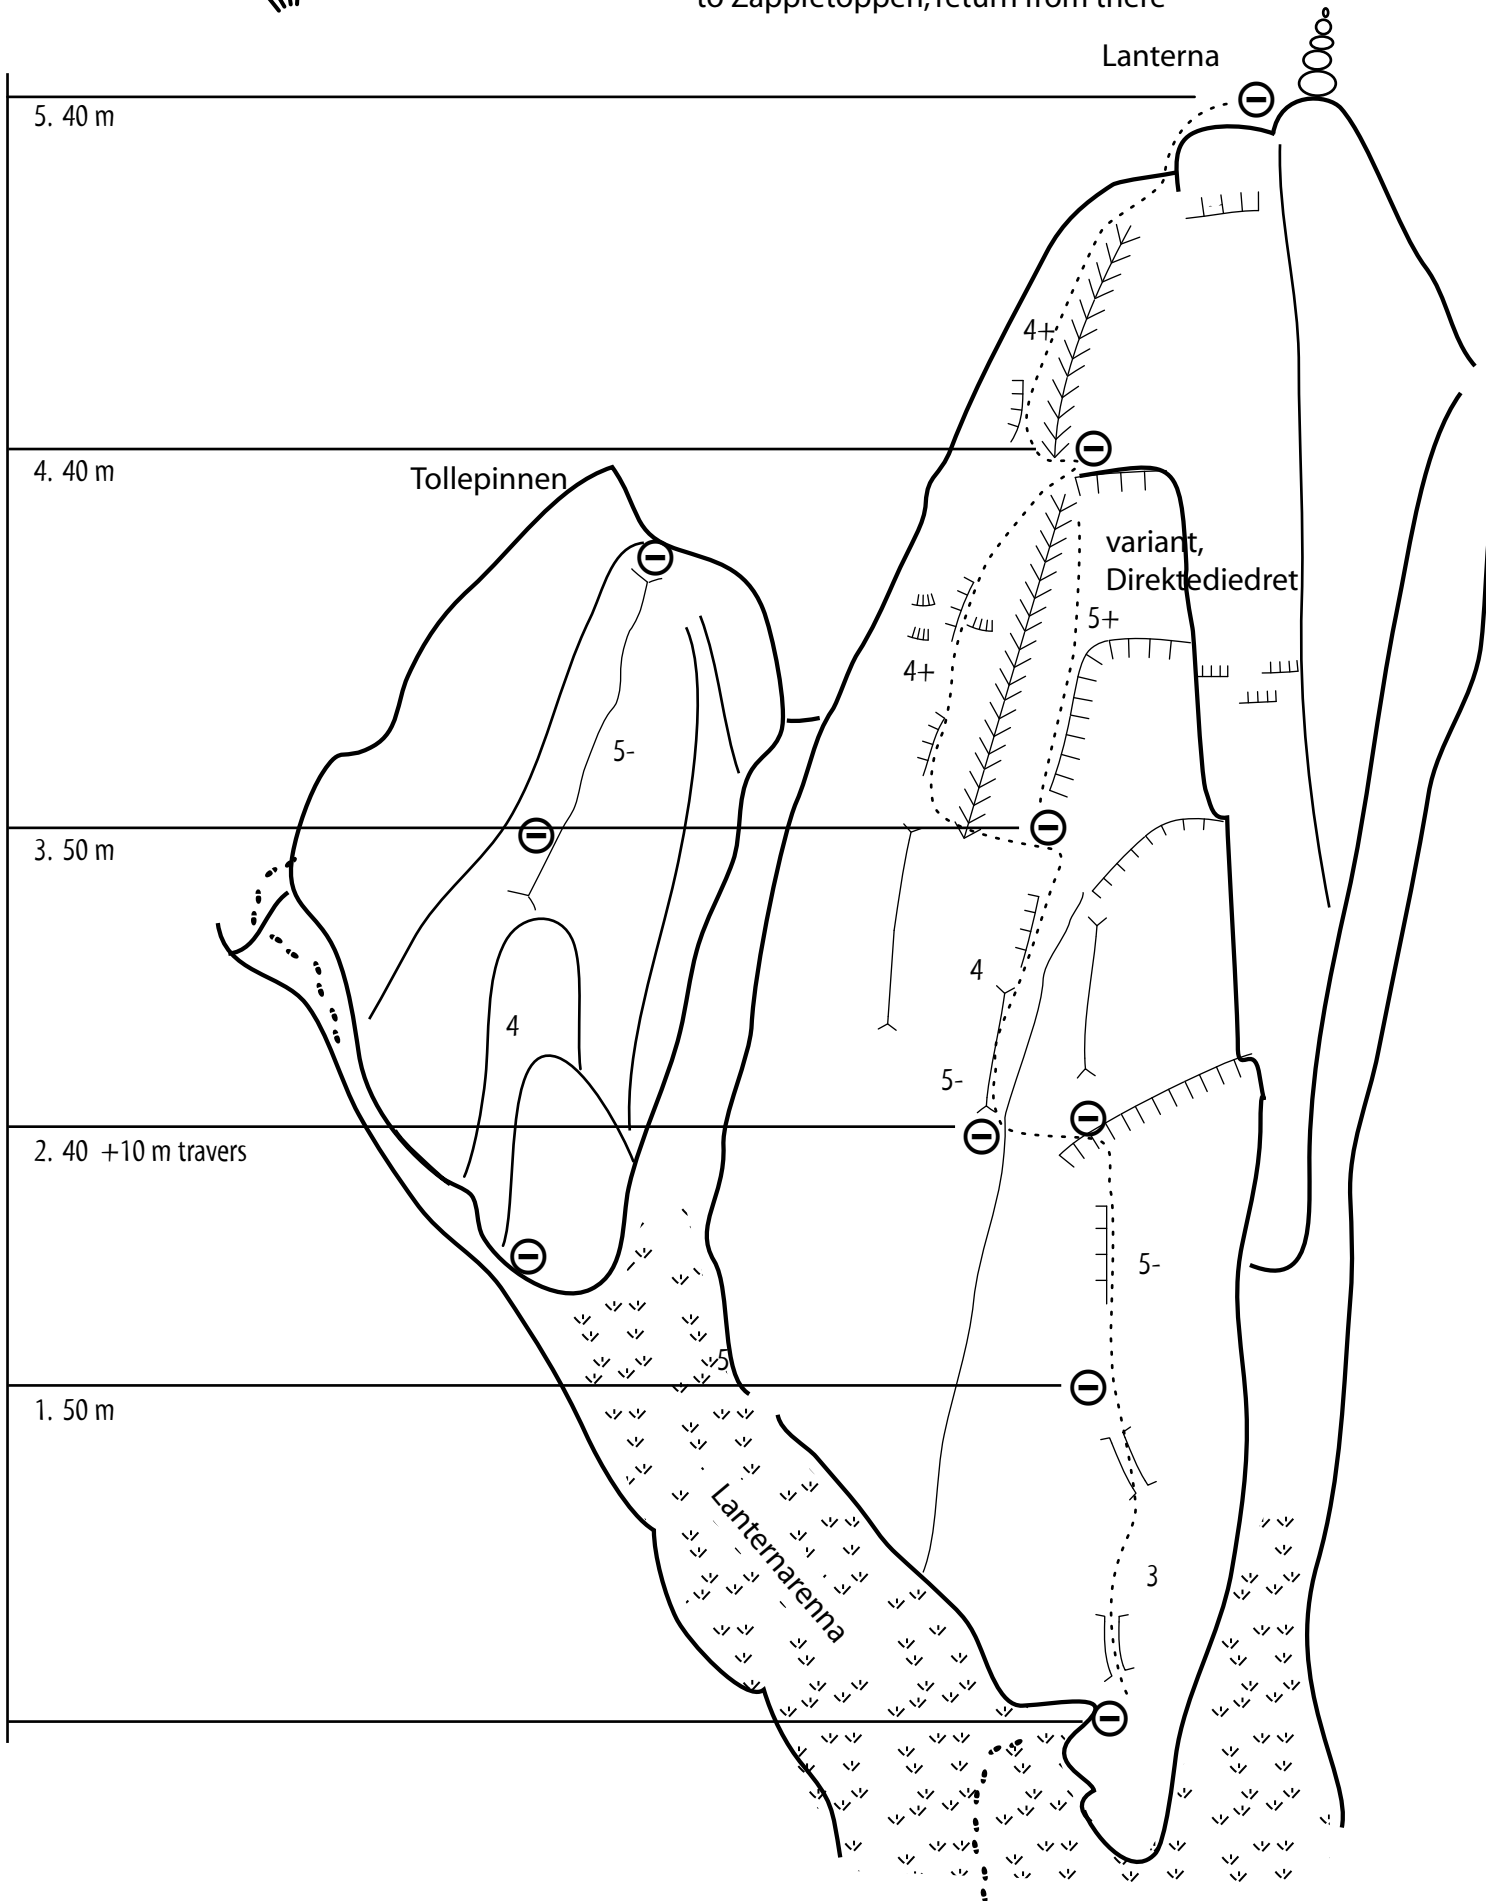 to Zappletoppen, return from there
Lanterna
5. 40 m
4+
4. 40 m
Tollepinnen
variant,
Direktediedret
5+
4+
5-
3. 50 m
4
4
5-
2. 40 +10 m travers
5-
5
1. 50 m
Lanternarenna
3